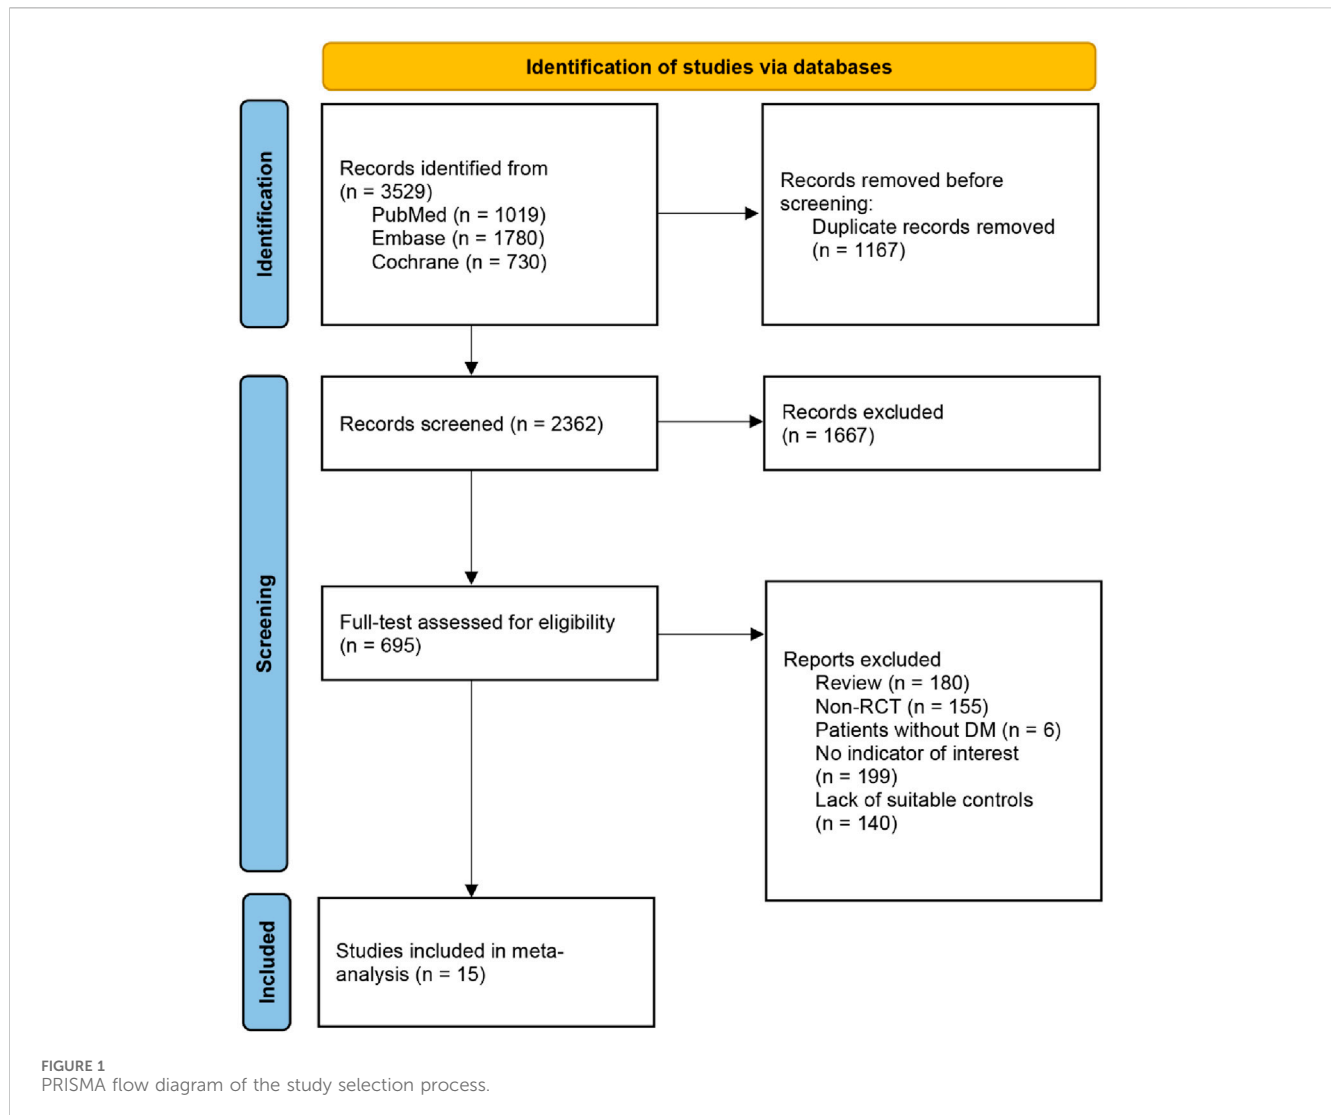 Identification of studies via databases
Identification
Records identified from
(n = 3529)
PubMed (n = 1019)
Embase (n = 1780)
Cochrane (n = 730)
Records removed before
screening:
Duplicate records removed
(n = 1167)
Screening
Records screened (n = 2362)
Records excluded
(n = 1667)
Full-test assessed for eligibility
(n = 695)
Reports excluded
Review (n = 180)
Non-RCT (n = 155)
Patients without DM (n = 6)
No indicator of interest
(n = 199)
Lack of suitable controls
(n = 140)
Included
Studies included in meta-
analysis (n = 15)
FIGURE 1
PRISMA flow diagram of the study selection process.